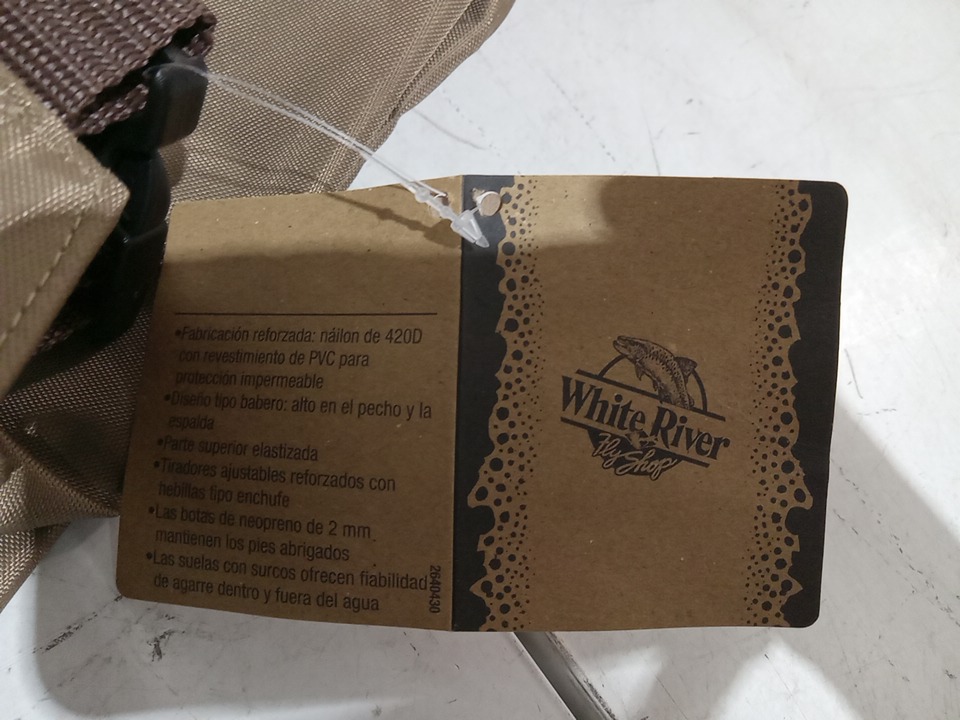 •Fabricación reforzada: náilon de 420D
con revestimiento de PVC para
protección impermeable
•Diseño tipo babero: alto en el pecho y la
espalda
•Parte superior elastizada
•Tiradores ajustables reforzados con
hebillas tipo enchufe
•Las botas de neopreno de 2 mm
mantienen los pies abrigados
•Las suelas con surcos ofrecen fiabilidad
de agarre dentro y fuera del agua
2640430
White River
Fly Shop